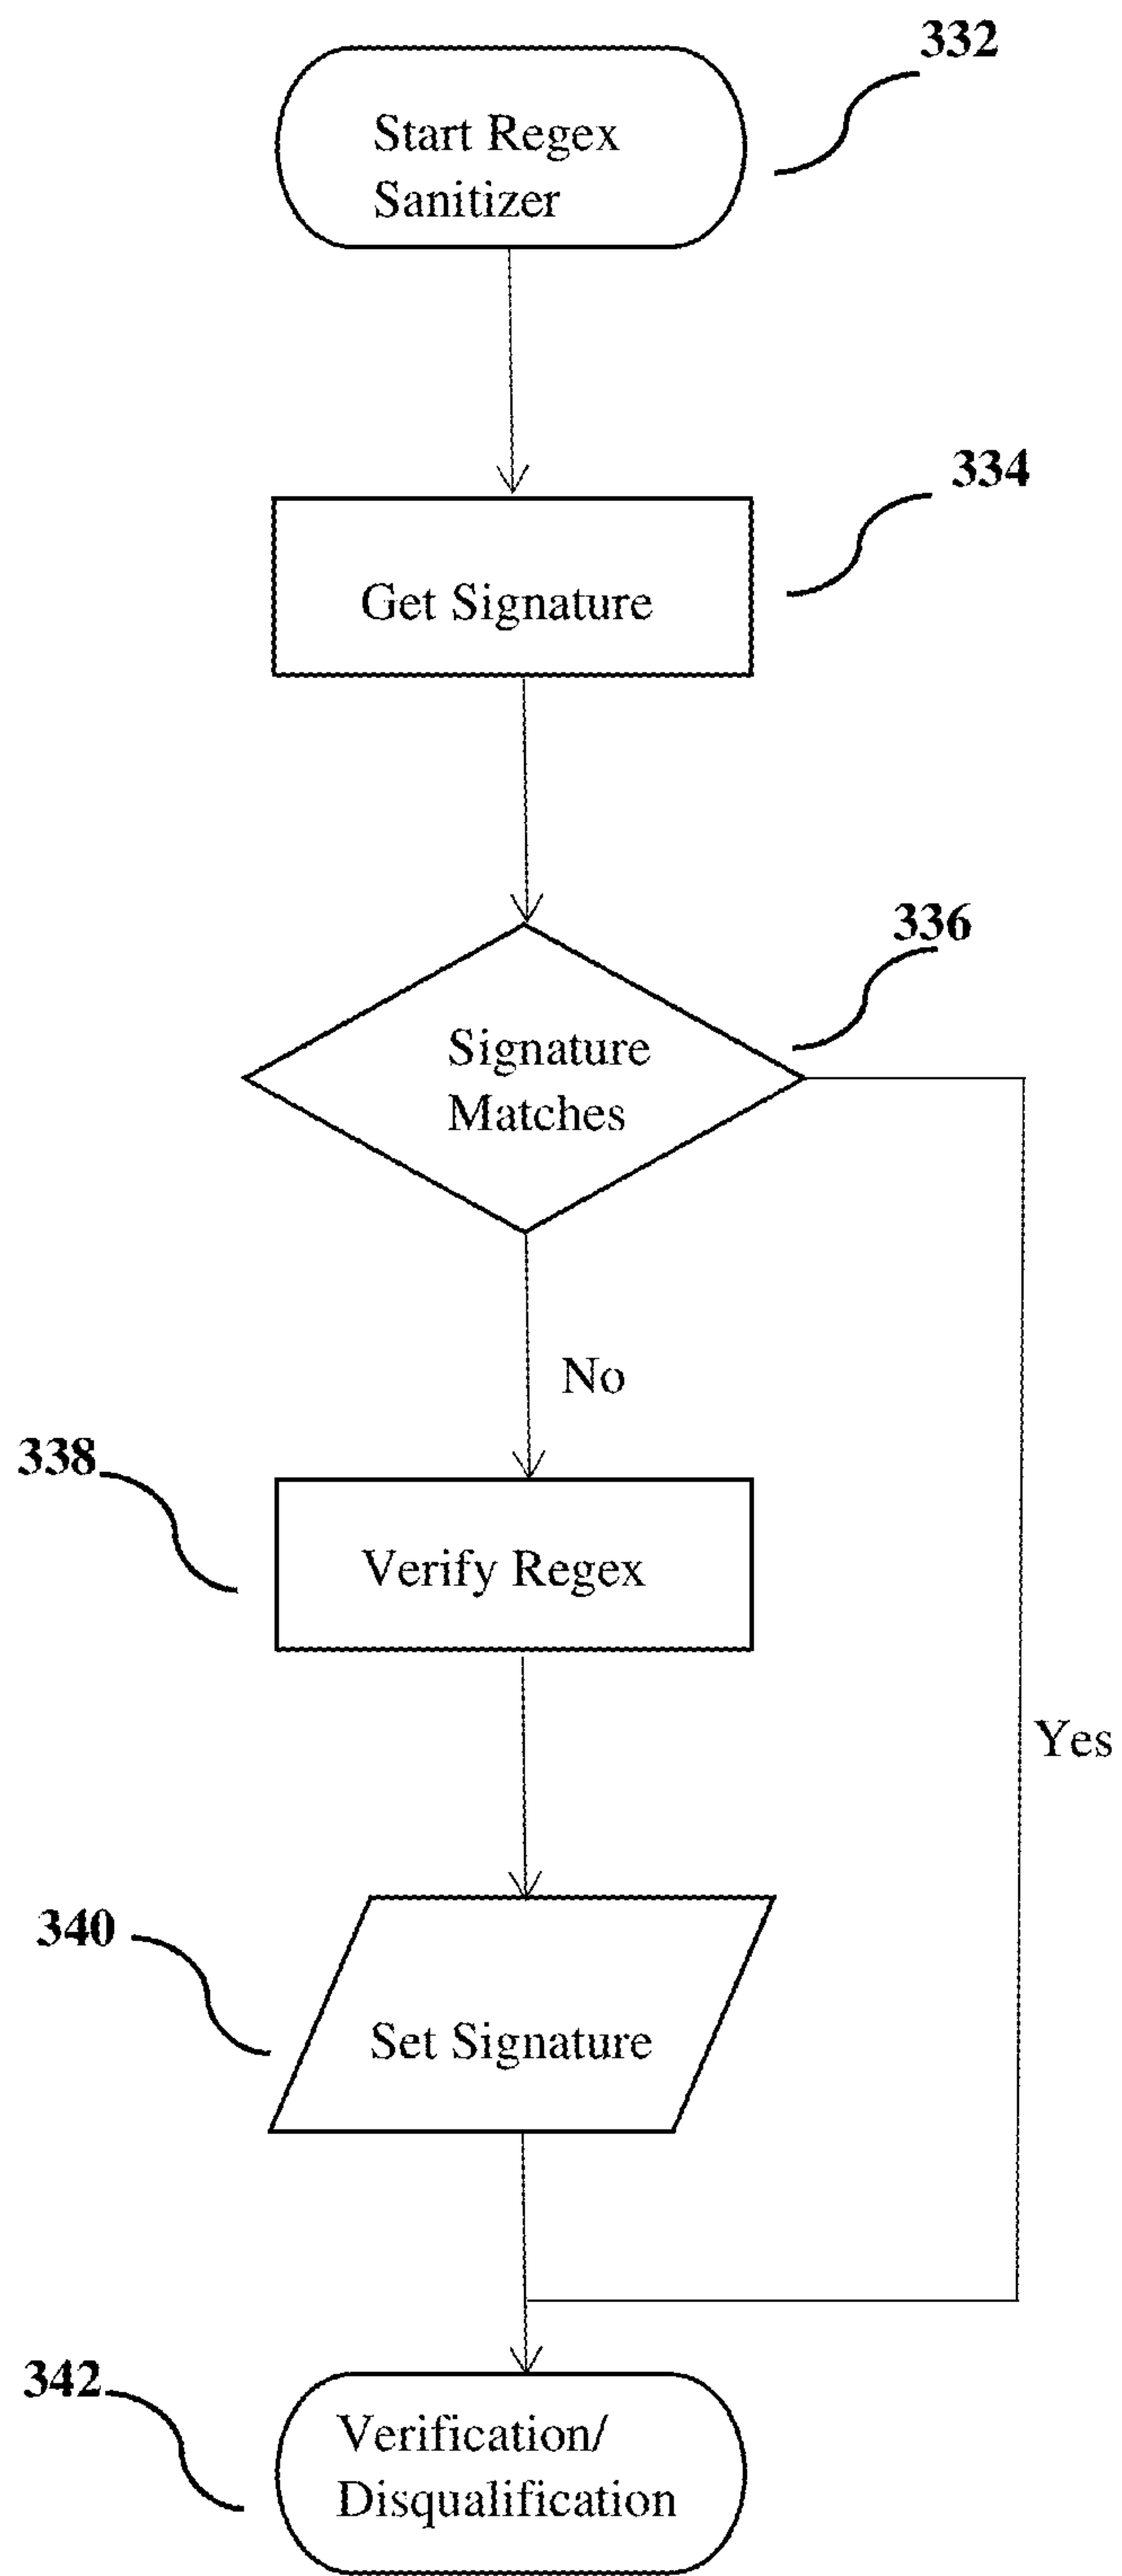 332
Start Regex
Sanitizer
334
Get Signature
336
Signature
Matches
No
338
Verify Regex
Yes
340
Set Signature
342
Verification/
Disqualification